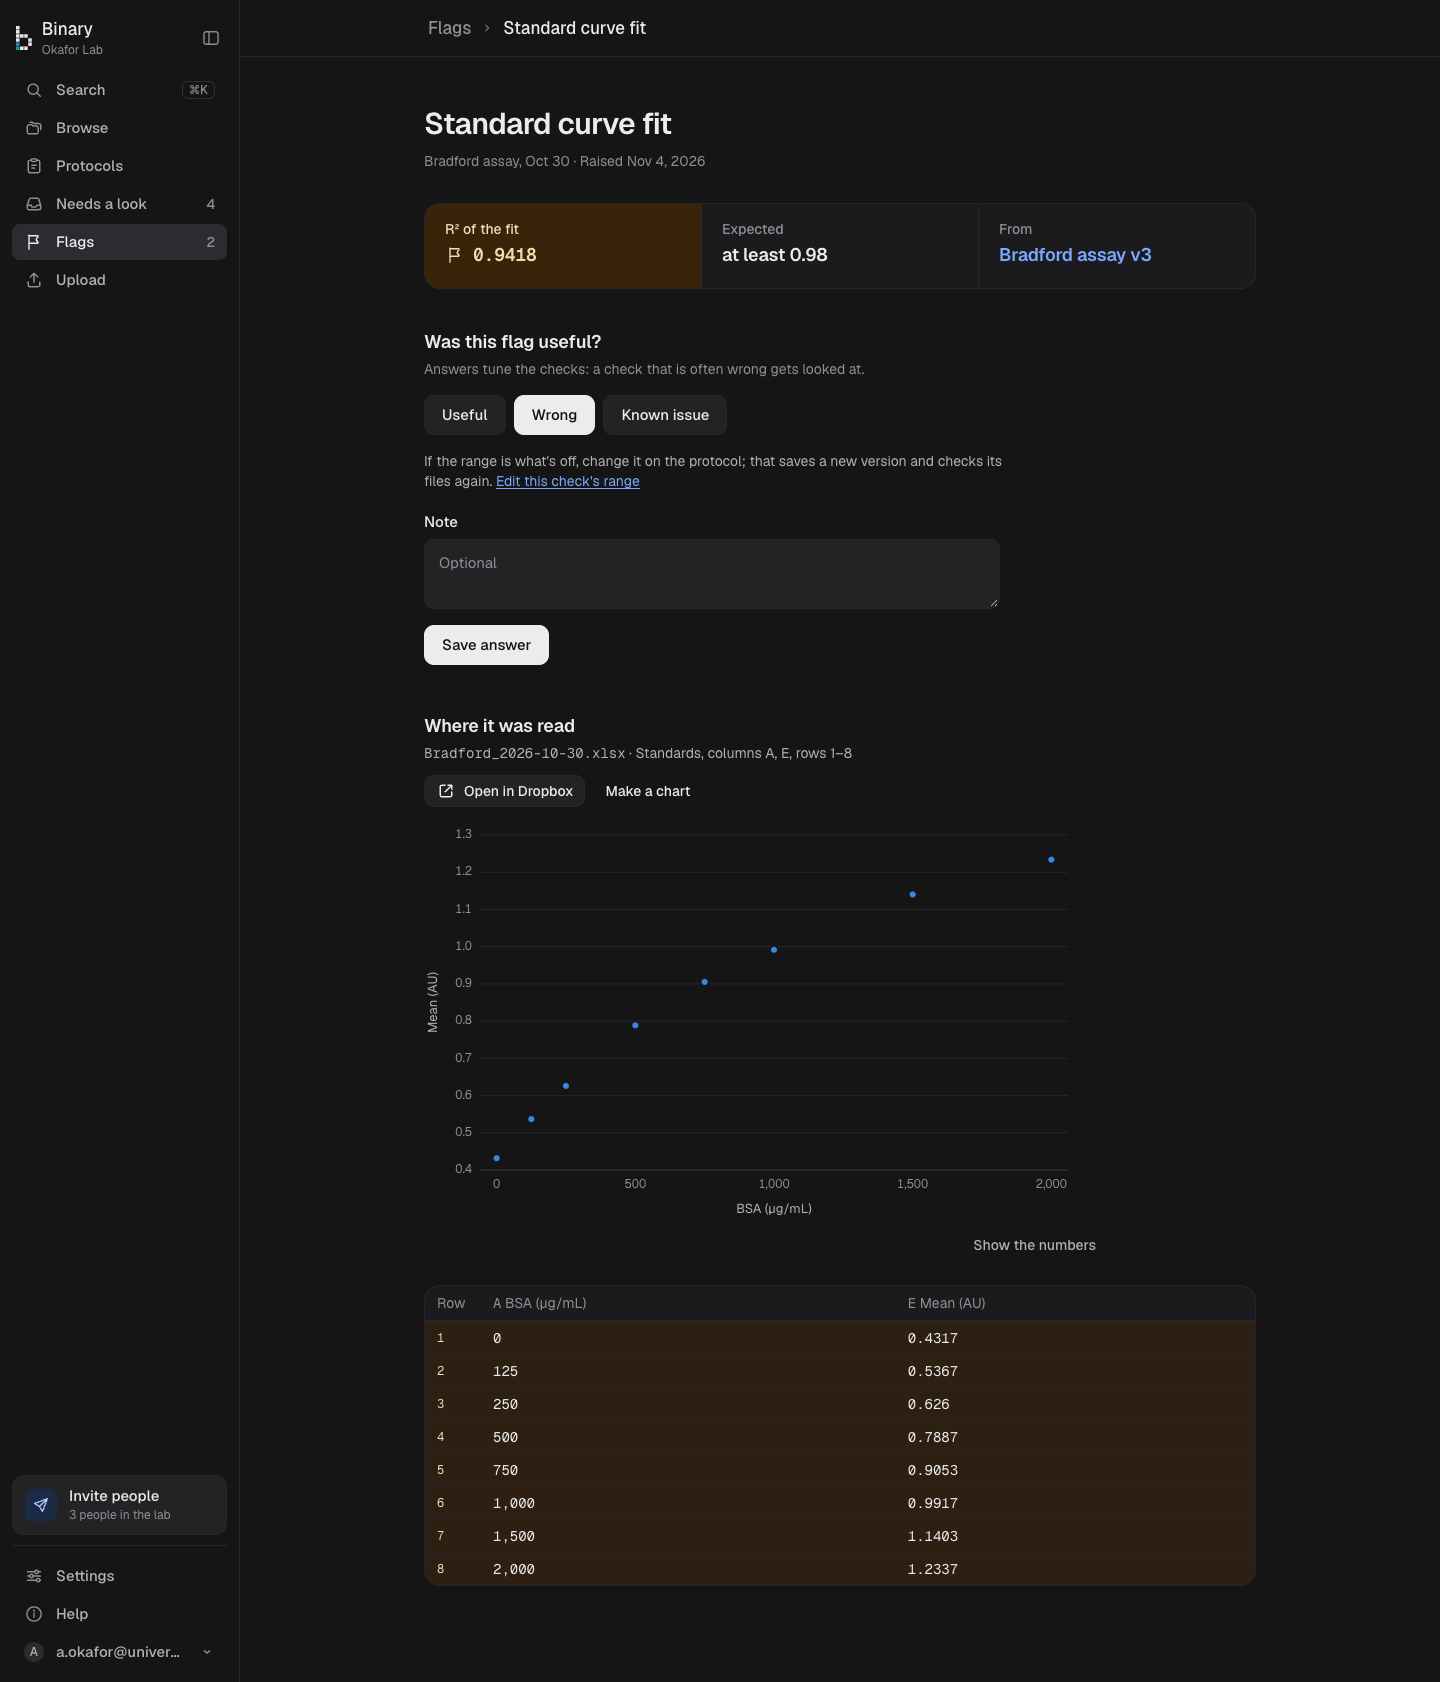 Binary
Okafor Lab
Search ⌘K
Browse
Protocols
Needs a look 4
Flags 2
Upload
Invite people
3 people in the lab
Settings
Help
A a.okafor@univer...
Flags › Standard curve fit
Standard curve fit
Bradford assay, Oct 30 · Raised Nov 4, 2026
R² of the fit
0.9418
Expected
at least 0.98
From
Bradford assay v3
Was this flag useful?
Answers tune the checks: a check that is often wrong gets looked at.
Useful
Wrong
Known issue
If the range is what's off, change it on the protocol; that saves a new version and checks its
files again. Edit this check's range
Note
Optional
Save answer
Where it was read
Bradford_2026-10-30.xlsx · Standards, columns A, E, rows 1–8
Open in Dropbox
Make a chart
1.3
1.2
1.1
1.0
0.9
0.8
0.7
0.6
0.5
0.4
Mean (AU)
0 500 1,000 1,500 2,000
BSA (µg/mL)
Show the numbers
Row A BSA (µg/mL) E Mean (AU)
1 0 0.4317
2 125 0.5367
3 250 0.626
4 500 0.7887
5 750 0.9053
6 1,000 0.9917
7 1,500 1.1403
8 2,000 1.2337